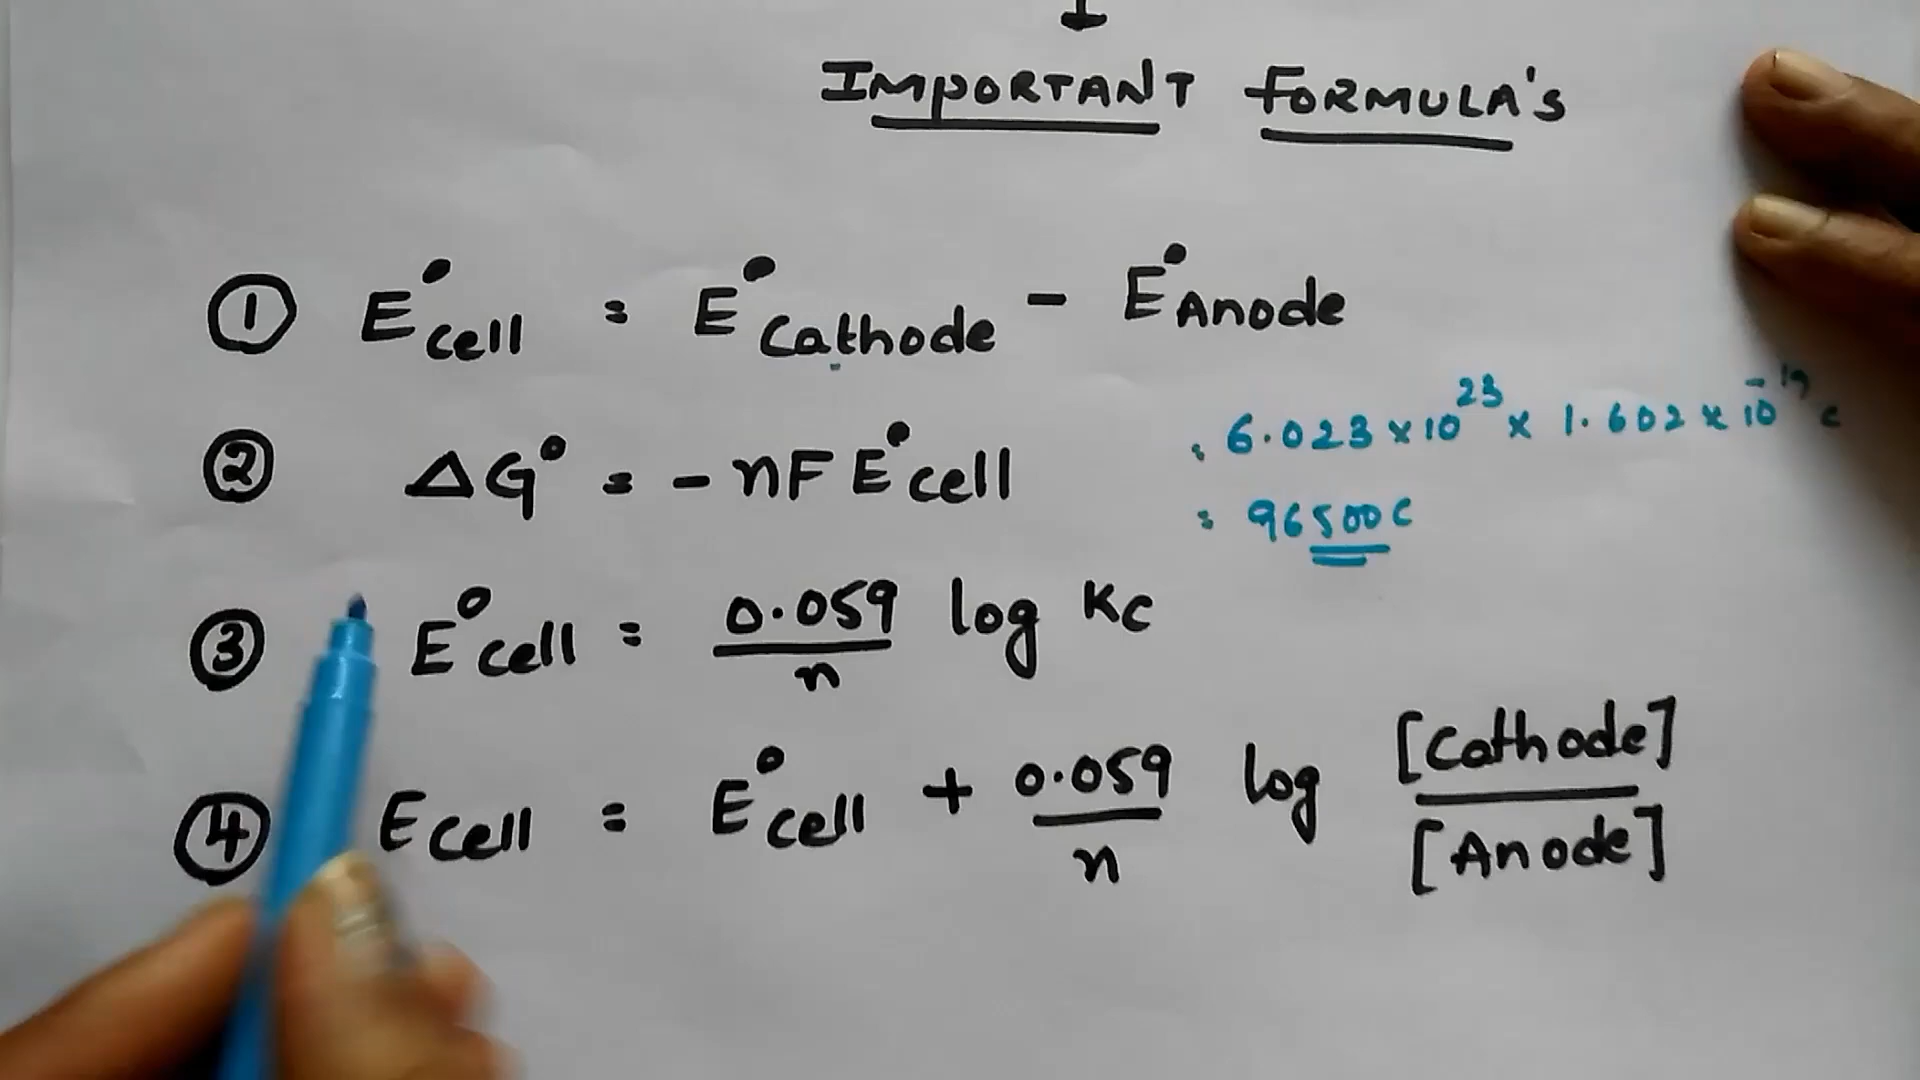 IMPORTANT FORMULA'S
① E°cell = E°Cathode - E°Anode
= 6.023 × 10²³ × 1.602 × 10⁻¹⁹ C
② ΔG° = - nFE°cell
= 96500 C
③ E°cell = 0.059/n log Kc
④ Ecell = E°cell + 0.059/n log [Cathode]/[Anode]